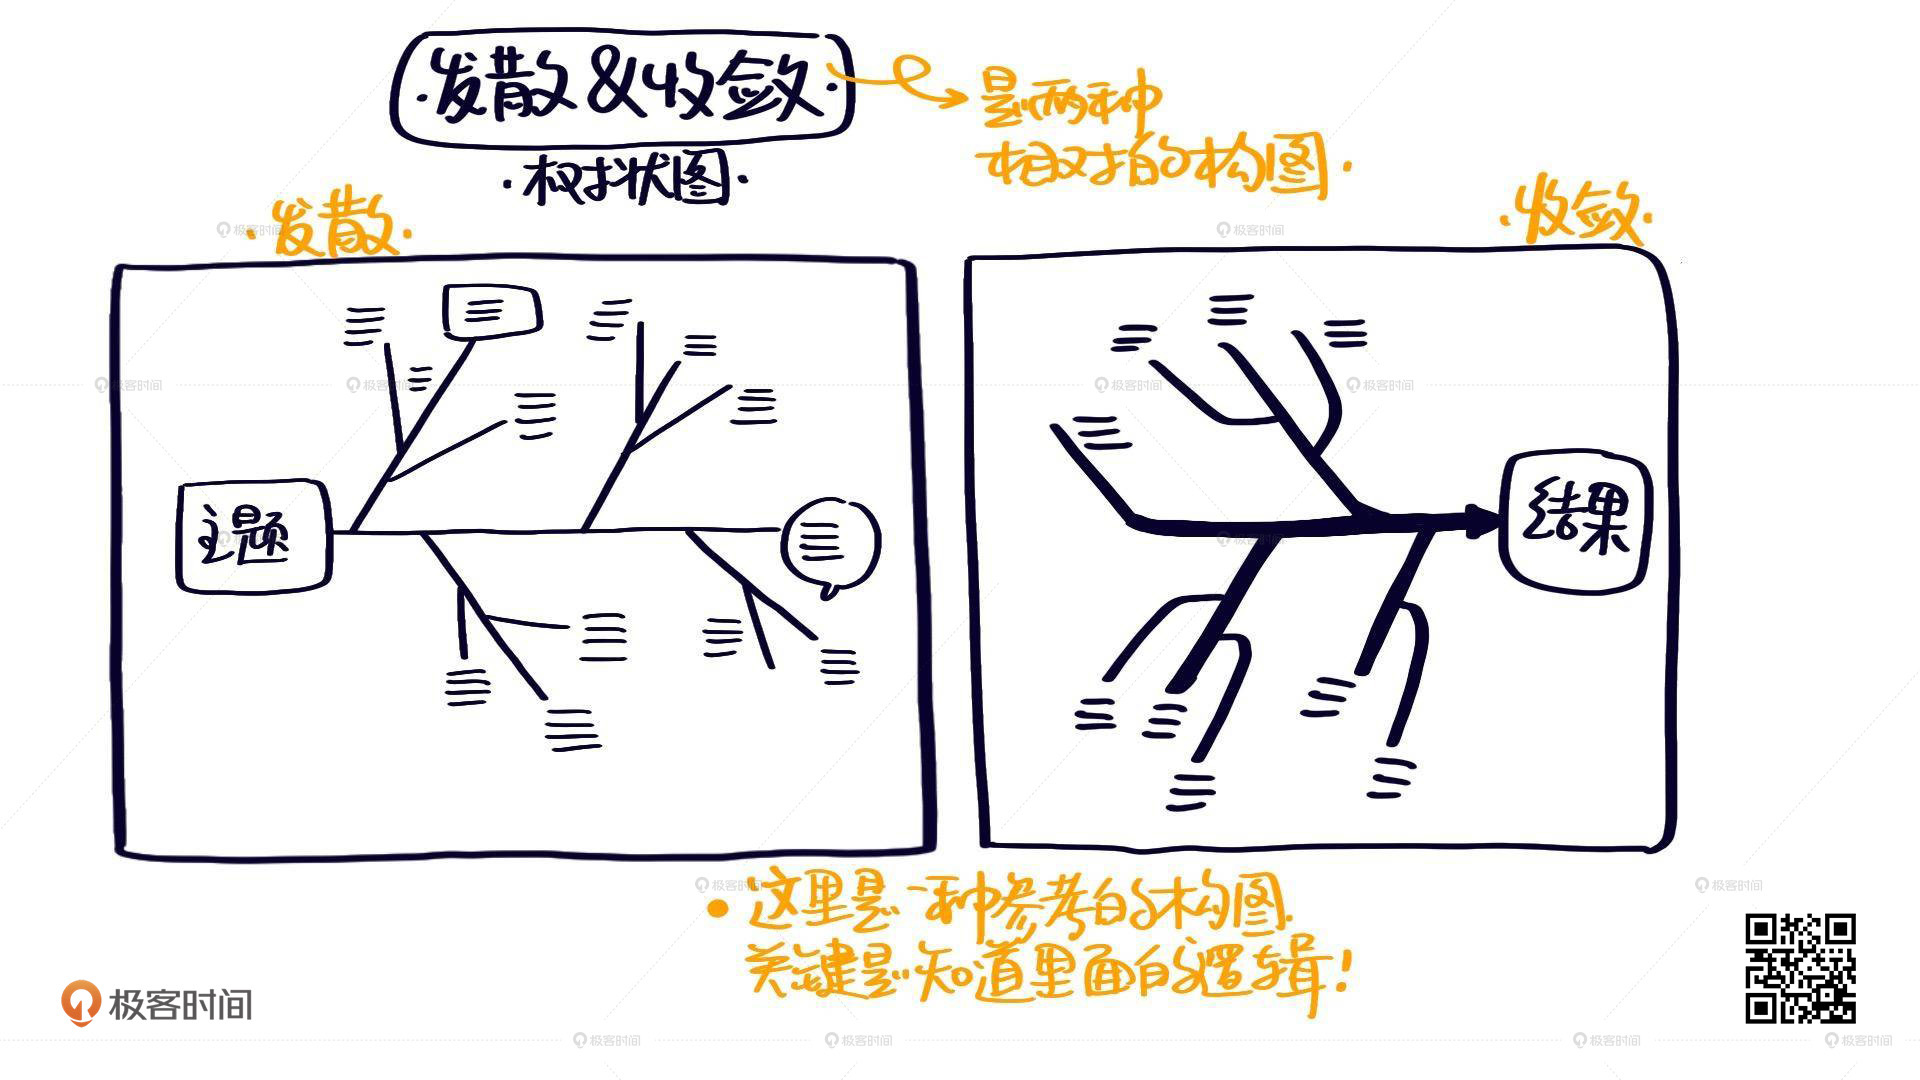 ·发散&收敛·
是两种
相对的构图.
·树状图·
·发散·
·收敛·
主题
结果
这里是一种参考的构图.
关键是知道里面的逻辑!
极客时间